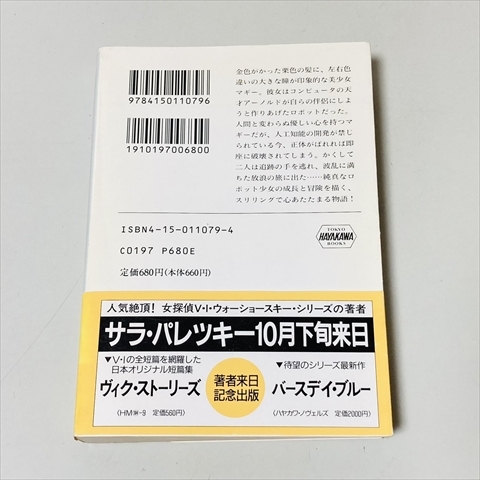 金色がかった栗色の髪に、左右色
違いの大きな瞳が印象的な美少女
マギー。彼女はコンピュータの天
才アーノルドが自らの伴侶にしよ
うと作りあげたロボットだった。
人間と変わらぬ優しい心を持つマ
ギーだが、人工知能の開発が禁じ
られている今、正体がばれれば即
座に破壊されてしまう。かくして
二人は追跡の手を逃れ、波乱に満
ちた放浪の旅に出た……純真なロ
ボット少女の成長と冒険を描く、
スリリングで心あたたまる物語！
9784150110796
1910197006800
ISBN4-15-011079-4
C0197 P680E
定価680円(本体660円)
TOKYO
HAYAKAWA
BOOKS
人気絶頂！女探偵V・I・ウォーショースキー・シリーズの著者
サラ・パレツキー10月下旬来日
▼V・Iの全短篇を網羅した
日本オリジナル短篇集
ヴィク・ストーリーズ
(HM 定価560円)
著者来日
記念出版
▼待望のシリーズ最新作
バースデイ・ブルー
(ハヤカワ・ノヴェルズ 定価2000円)